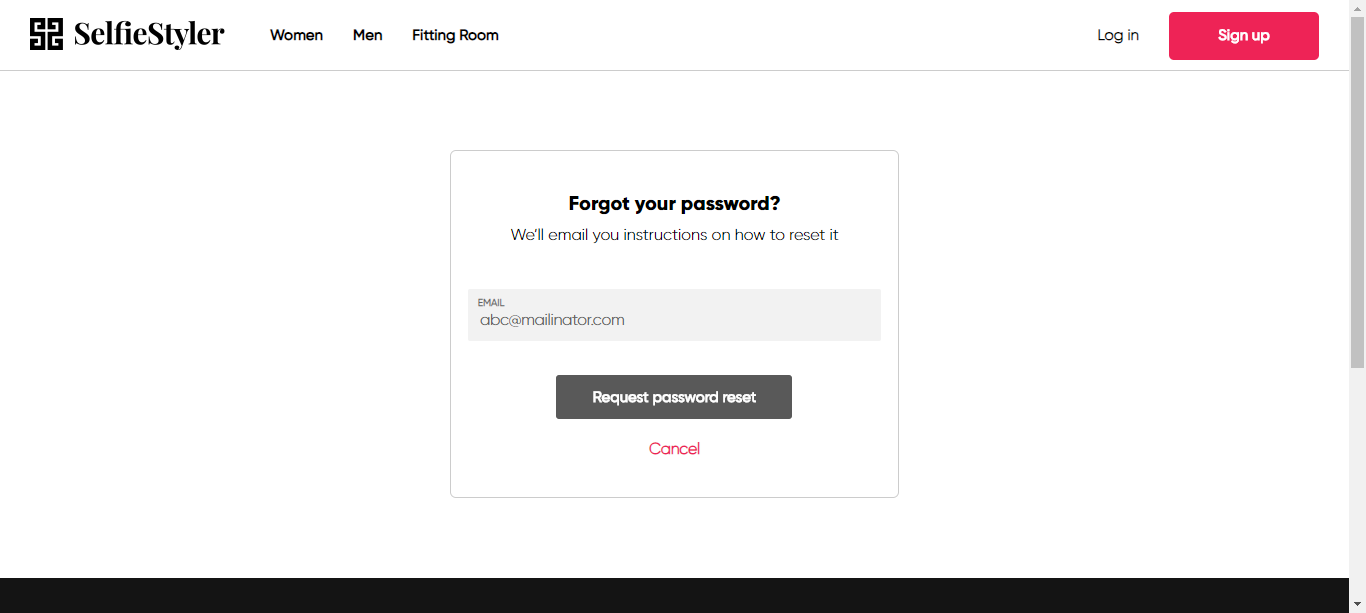 SelfieStyler Women Men Fitting Room Log in Sign up
Forgot your password?
We'll email you instructions on how to reset it
EMAIL
abc@mailinator.com
Request password reset
Cancel